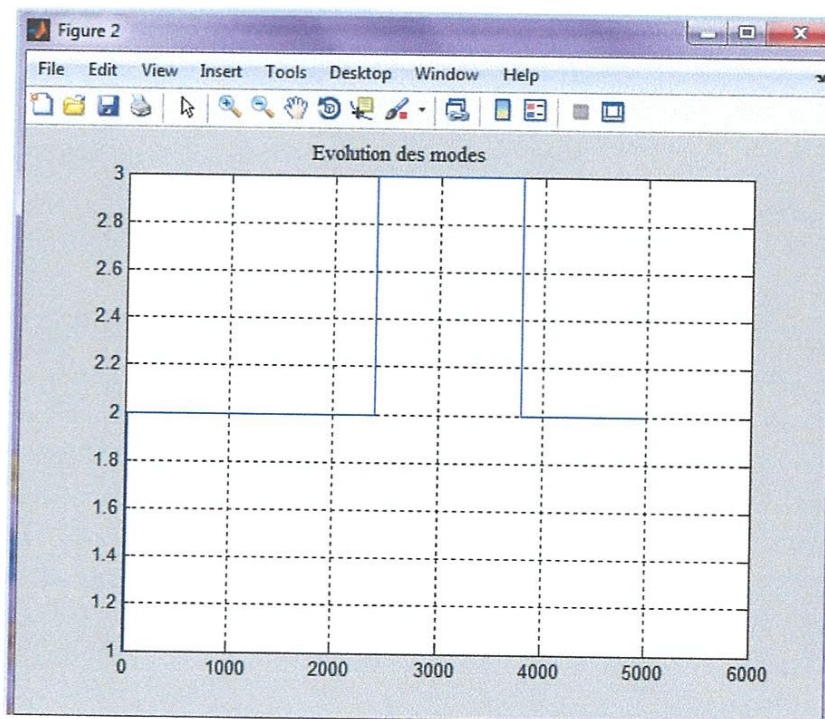 Figure 2
File Edit View Insert Tools Desktop Window Help
Evolution des modes
3
2.8
2.6
2.4
2.2
2
1.8
1.6
1.4
1.2
1
0 1000 2000 3000 4000 5000 6000